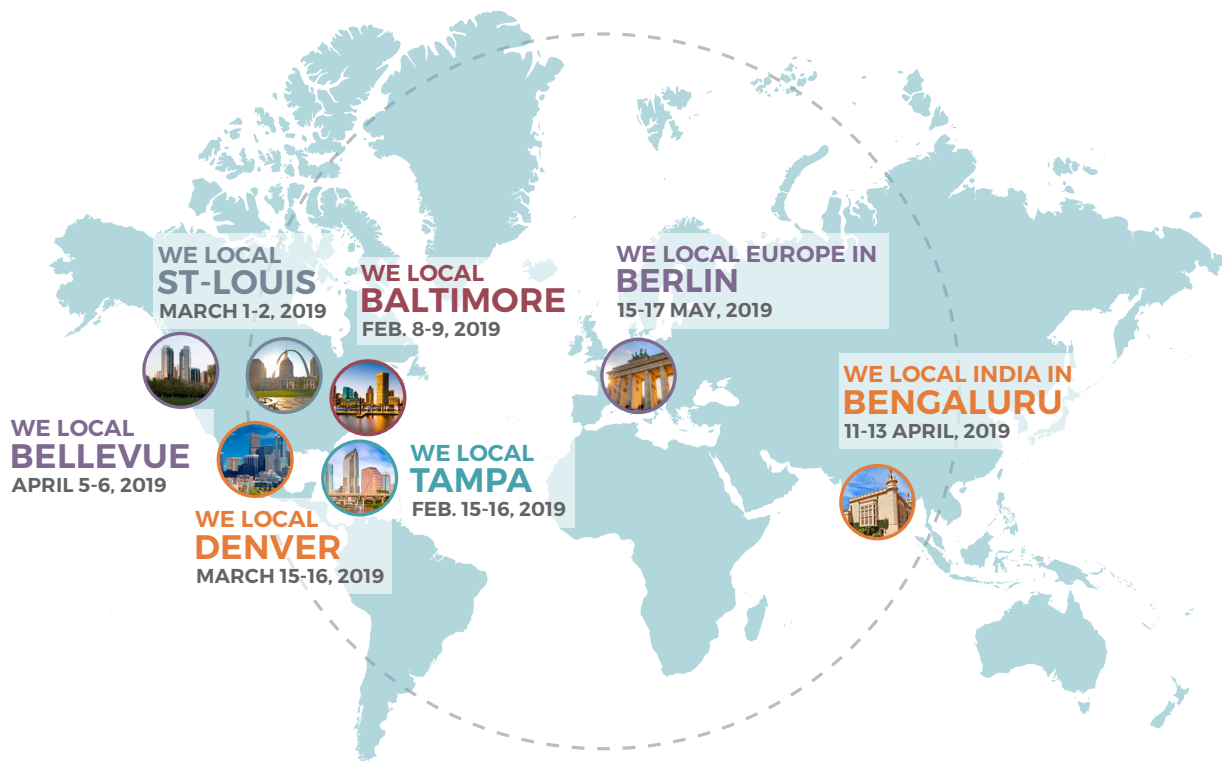 WE LOCAL
ST-LOUIS
MARCH 1-2, 2019
WE LOCAL
BALTIMORE
FEB. 8-9, 2019
WE LOCAL EUROPE IN
BERLIN
15-17 MAY, 2019
WE LOCAL INDIA IN
BENGALURU
11-13 APRIL, 2019
WE LOCAL
BELLEVUE
APRIL 5-6, 2019
WE LOCAL
TAMPA
FEB. 15-16, 2019
WE LOCAL
DENVER
MARCH 15-16, 2019